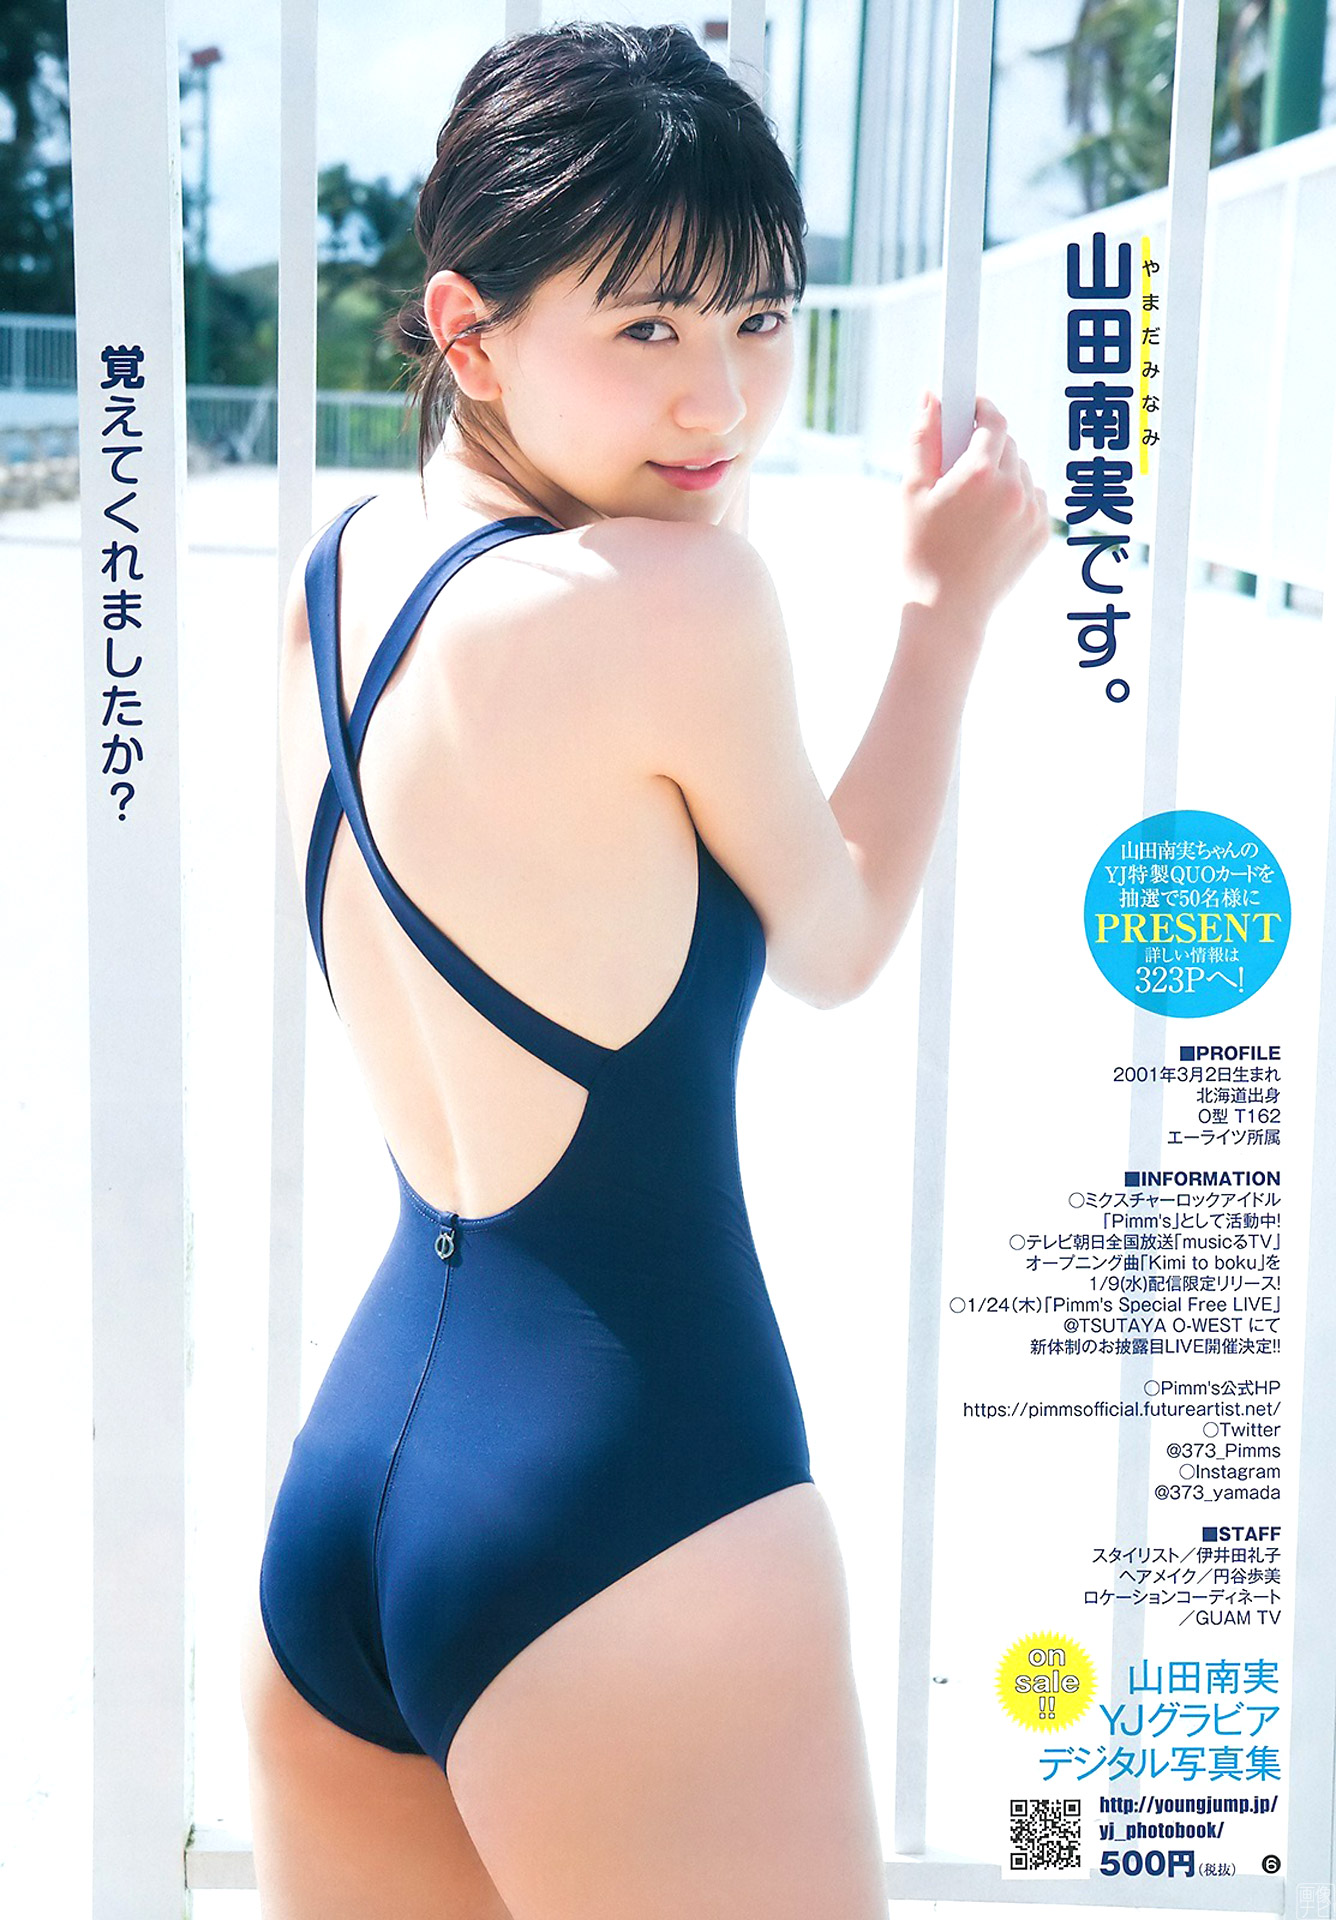 山田南実です。
やまだみなみ
覚えてくれましたか?
山田南実ちゃんの
YJ特製QUOカードを
抽選で50名様に
PRESENT
詳しい情報は
323Pへ!
■PROFILE
2001年3月2日生まれ
北海道出身
O型 T162
エーライツ所属
■INFORMATION
○ミクスチャーロックアイドル
「Pimm's」として活動中!
○テレビ朝日全国放送「musicるTV」
オープニング曲「Kimi to boku」を
1/9(水)配信限定リリース!
○1/24(木)「Pimm's Special Free LIVE」
@TSUTAYA O-WEST にて
新体制のお披露目LIVE開催決定!!
○Pimm's公式HP
https://pimmsofficial.futureartist.net/
○Twitter
@373_Pimms
○Instagram
@373_yamada
■STAFF
スタイリスト／伊井田礼子
ヘアメイク／円谷歩美
ロケーションコーディネート
／GUAM TV
on
sale
!!
山田南実
YJグラビア
デジタル写真集
http://youngjump.jp/
yj_photobook/
500円(税抜)
❻
画像
ナビ